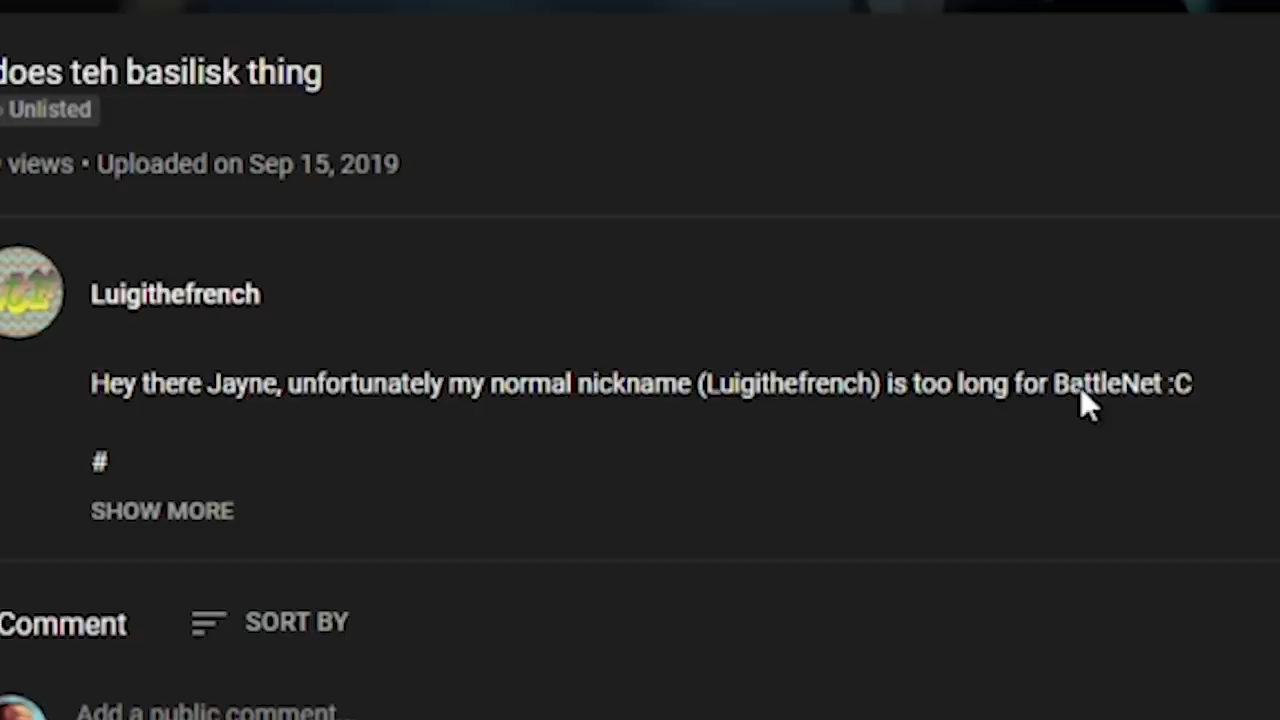 does teh basilisk thing
Unlisted
views • Uploaded on Sep 15, 2019
Luigithefrench
Hey there Jayne, unfortunately my normal nickname (Luigithefrench) is too long for BattleNet :C
#
SHOW MORE
Comment
SORT BY
Add a public comment...